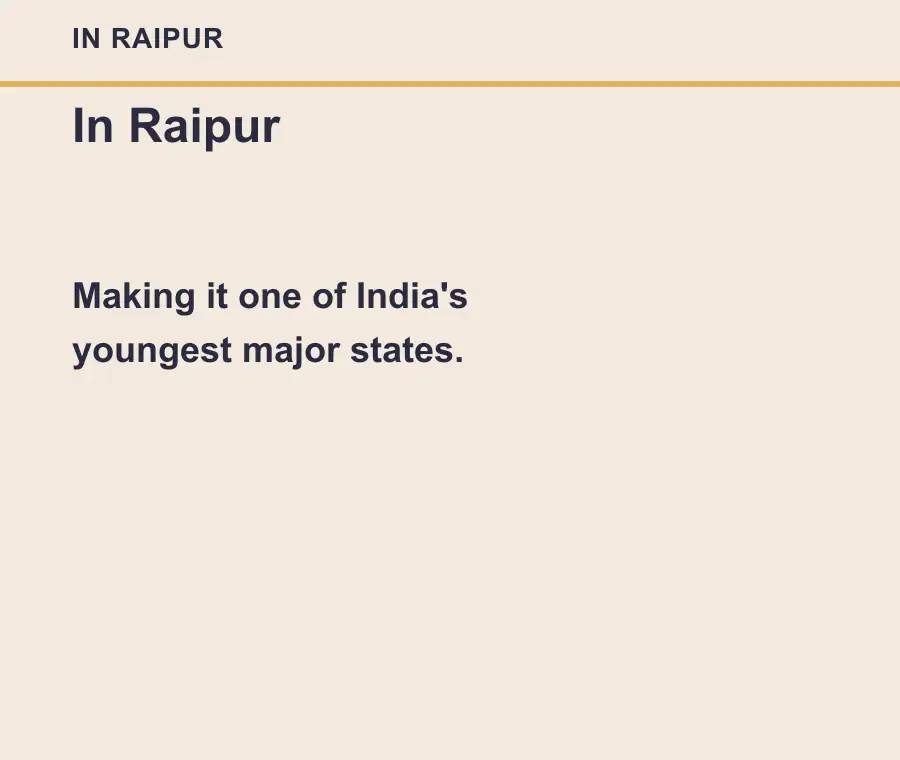 IN RAIPUR
In Raipur
Making it one of India's
youngest major states.